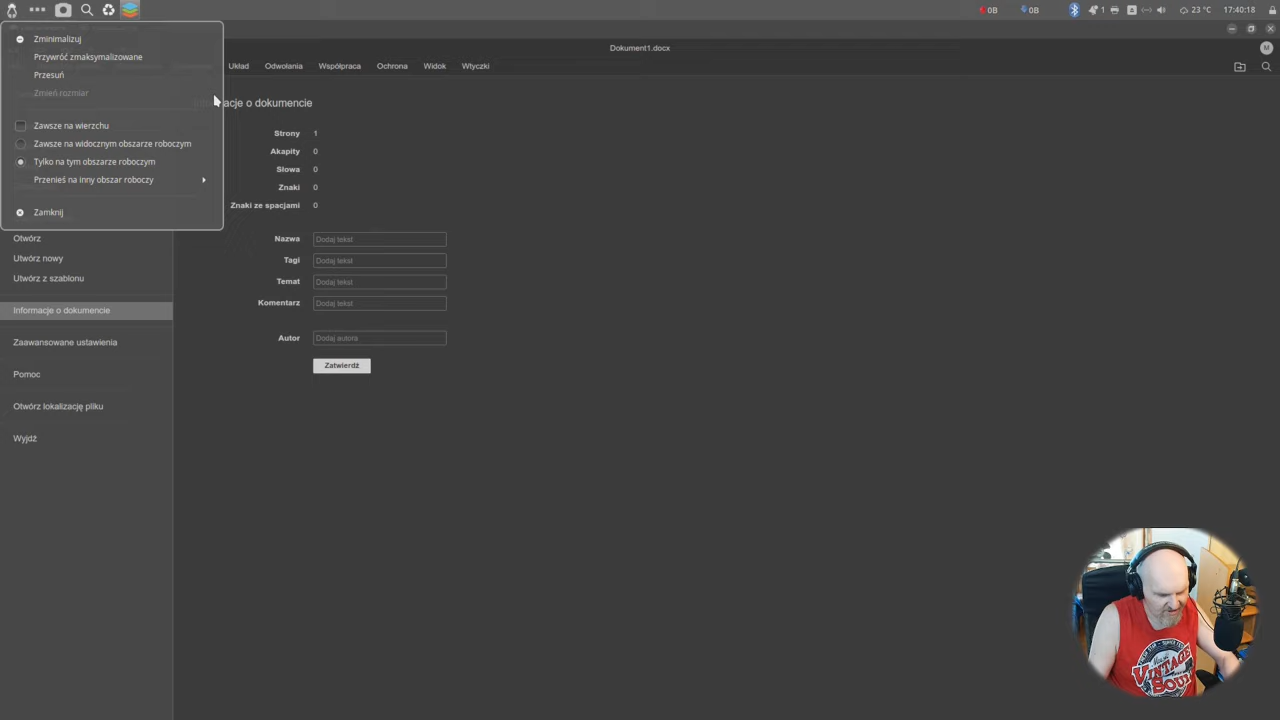 0B
0B
1
23 °C
17:40:18
Zminimalizuj
Przywróć zmaksymalizowane
Przesuń
Zmień rozmiar
Zawsze na wierzchu
Zawsze na widocznym obszarze roboczym
Tylko na tym obszarze roboczym
Przenieś na inny obszar roboczy
Zamknij
Dokument1.docx
M
Układ
Odwołania
Współpraca
Ochrona
Widok
Wtyczki
Otwórz
Utwórz nowy
Utwórz z szablonu
Informacje o dokumencie
Zaawansowane ustawienia
Pomoc
Otwórz lokalizację pliku
Wyjdź
acje o dokumencie
Strony 1
Akapity 0
Słowa 0
Znaki 0
Znaki ze spacjami 0
Nazwa Dodaj tekst
Tagi Dodaj tekst
Temat Dodaj tekst
Komentarz Dodaj tekst
Autor Dodaj autora
Zatwierdź
VINTAGE
SOUL